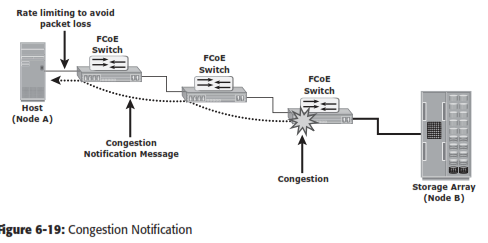 Rate limiting to avoid
packet loss
FCoE
Switch
FCoE
Switch
FCoE
Switch
Host
(Node A)
Congestion
Notification Message
Congestion
Storage Array
(Node B)
Figure 6-19: Congestion Notification